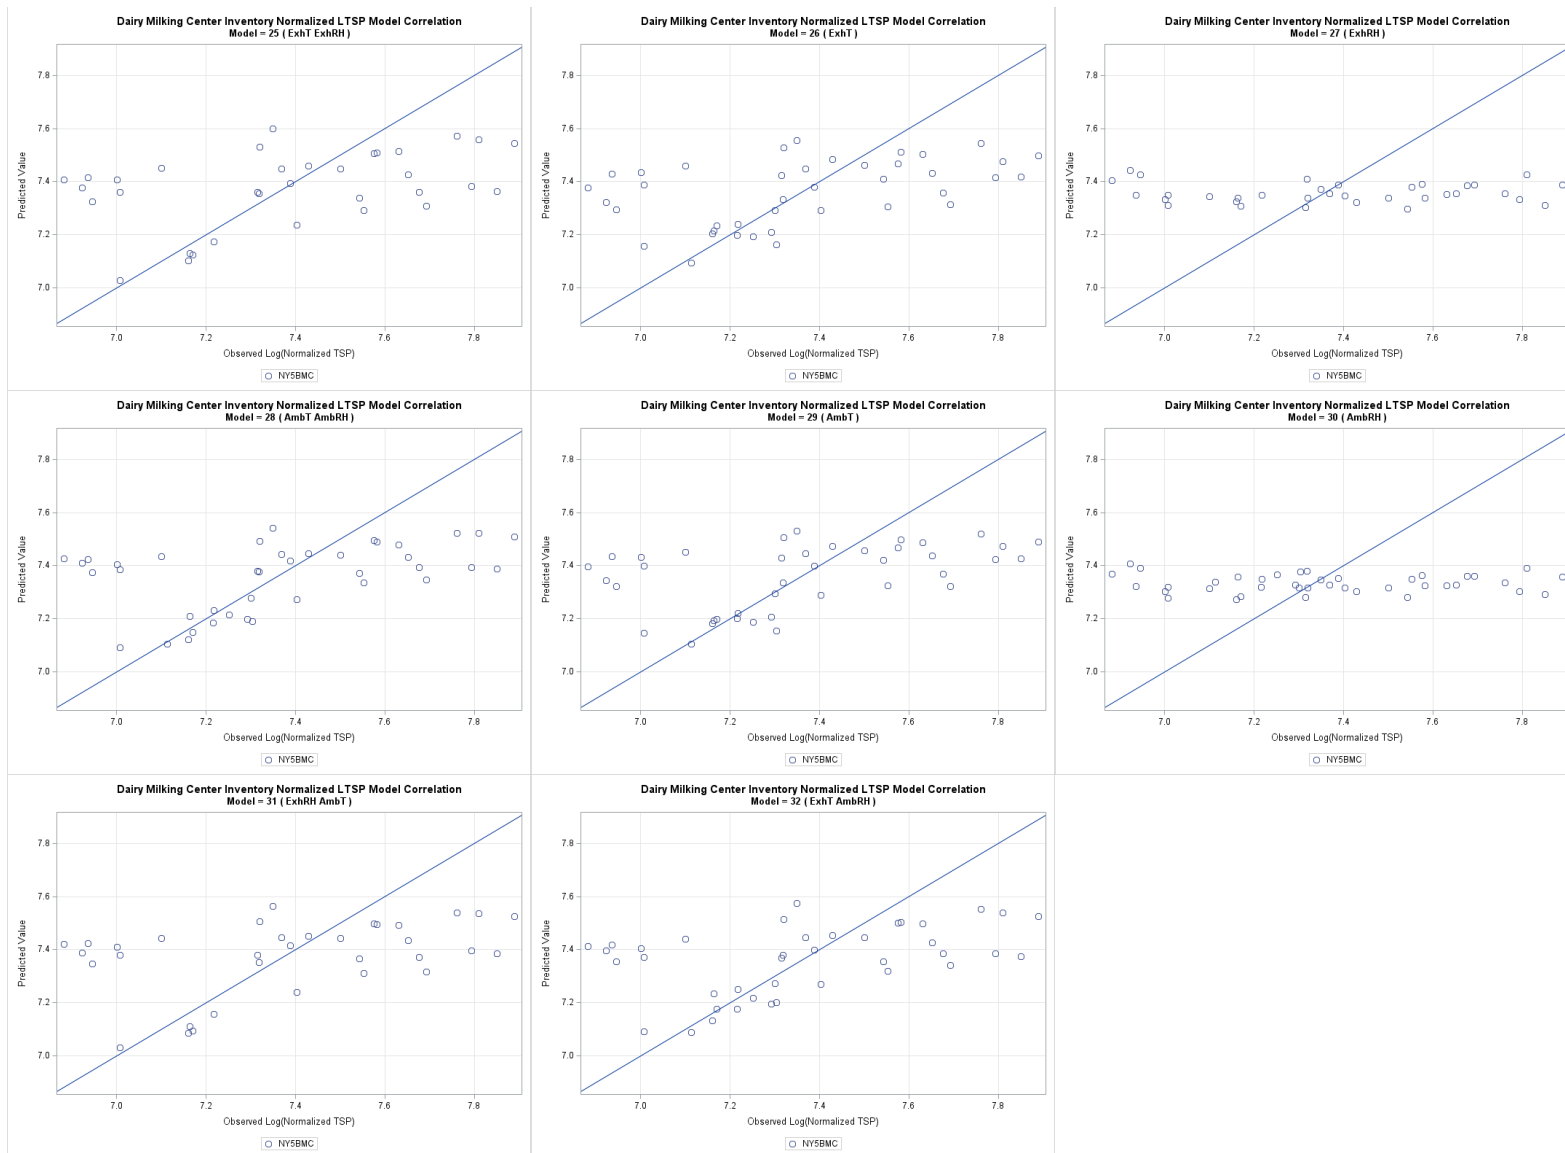 Dairy Milking Center Inventory Normalized LTSP Model Correlation
Model = 25 ( ExhT ExhRH )
Predicted Value
7.8
7.6
7.4
7.2
7.0
7.0 7.2 7.4 7.6 7.8
Observed Log(Normalized TSP)
NY5BMC
Dairy Milking Center Inventory Normalized LTSP Model Correlation
Model = 26 ( ExhT )
Predicted Value
7.8
7.6
7.4
7.2
7.0
7.0 7.2 7.4 7.6 7.8
Observed Log(Normalized TSP)
NY5BMC
Dairy Milking Center Inventory Normalized LTSP Model Correlation
Model = 27 ( ExhRH )
Predicted Value
7.8
7.6
7.4
7.2
7.0
7.0 7.2 7.4 7.6 7.8
Observed Log(Normalized TSP)
NY5BMC
Dairy Milking Center Inventory Normalized LTSP Model Correlation
Model = 28 ( AmbT AmbRH )
Predicted Value
7.8
7.6
7.4
7.2
7.0
7.0 7.2 7.4 7.6 7.8
Observed Log(Normalized TSP)
NY5BMC
Dairy Milking Center Inventory Normalized LTSP Model Correlation
Model = 29 ( AmbT )
Predicted Value
7.8
7.6
7.4
7.2
7.0
7.0 7.2 7.4 7.6 7.8
Observed Log(Normalized TSP)
NY5BMC
Dairy Milking Center Inventory Normalized LTSP Model Correlation
Model = 30 ( AmbRH )
Predicted Value
7.8
7.6
7.4
7.2
7.0
7.0 7.2 7.4 7.6 7.8
Observed Log(Normalized TSP)
NY5BMC
Dairy Milking Center Inventory Normalized LTSP Model Correlation
Model = 31 ( ExhRH AmbT )
Predicted Value
7.8
7.6
7.4
7.2
7.0
7.0 7.2 7.4 7.6 7.8
Observed Log(Normalized TSP)
NY5BMC
Dairy Milking Center Inventory Normalized LTSP Model Correlation
Model = 32 ( ExhT AmbRH )
Predicted Value
7.8
7.6
7.4
7.2
7.0
7.0 7.2 7.4 7.6 7.8
Observed Log(Normalized TSP)
NY5BMC